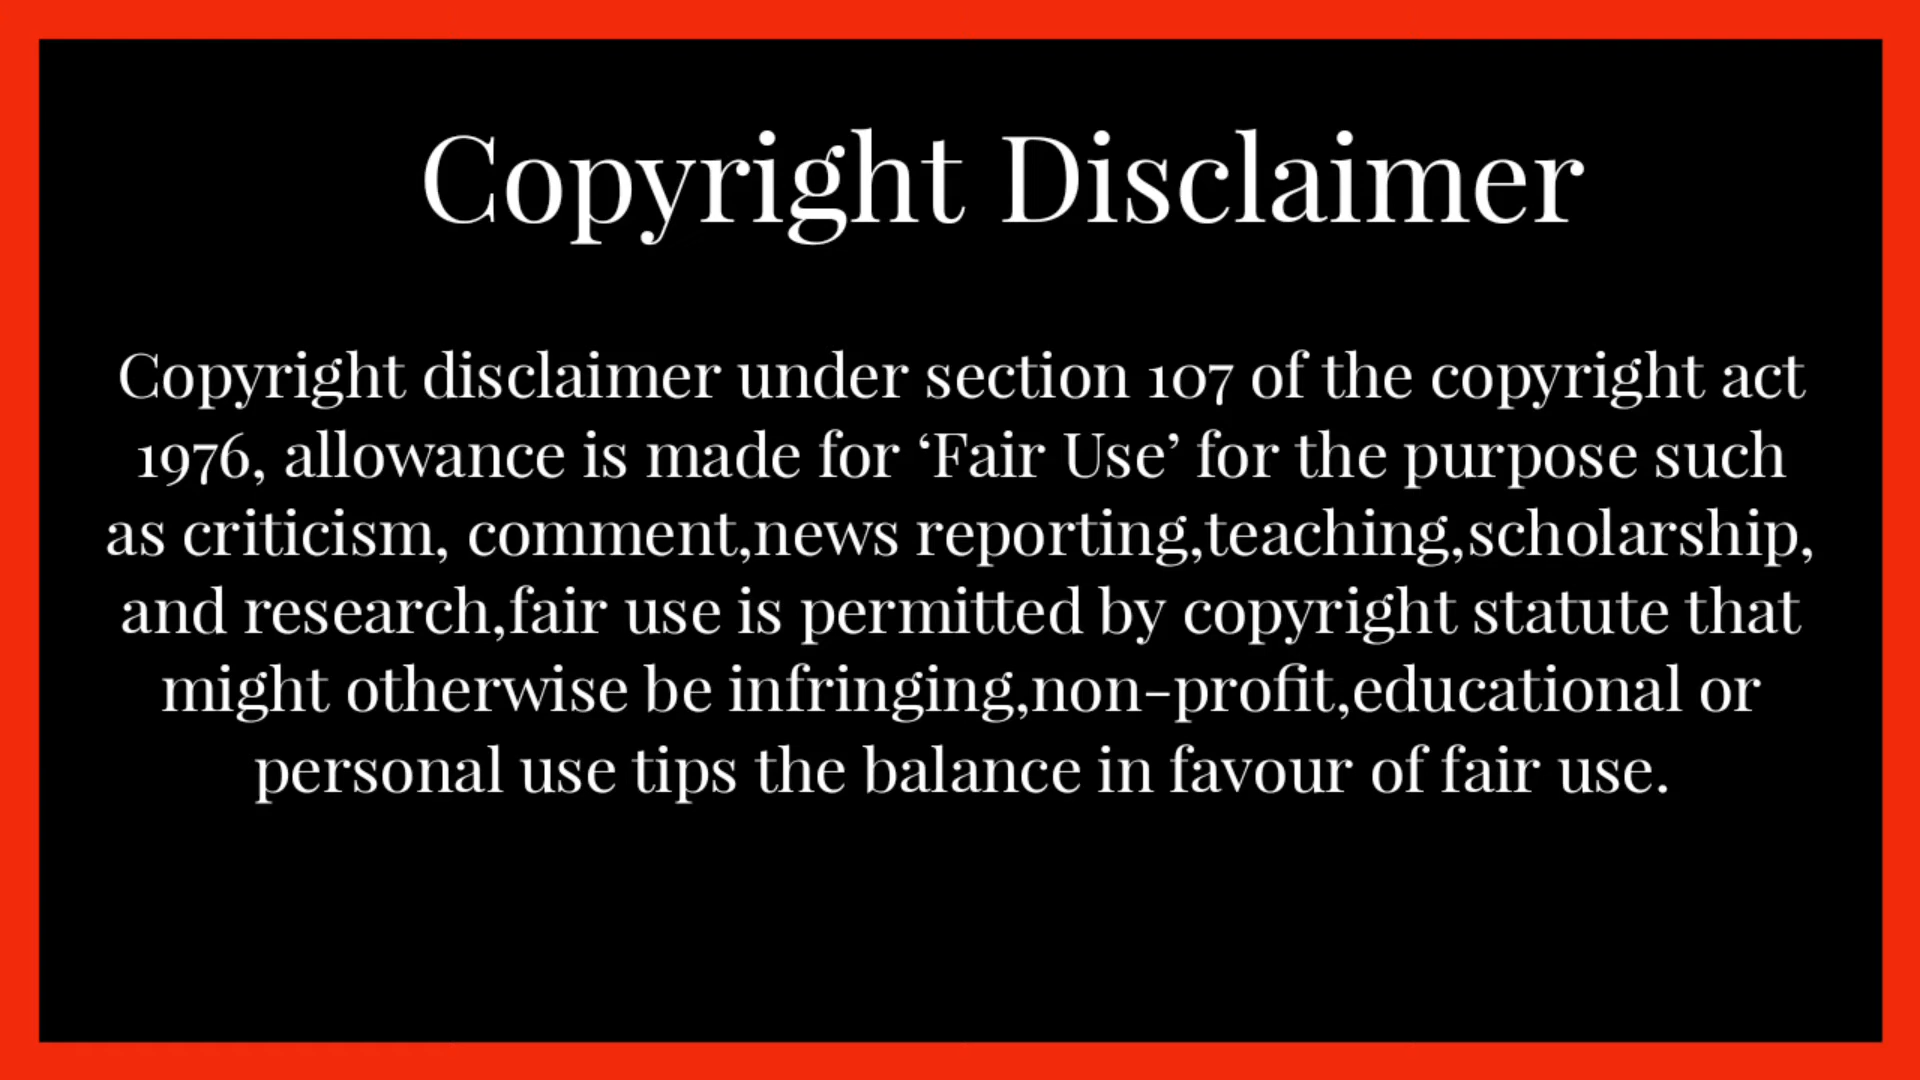 Copyright Disclaimer
Copyright disclaimer under section 107 of the copyright act
1976, allowance is made for ‘Fair Use’ for the purpose such
as criticism, comment,news reporting,teaching,scholarship,
and research,fair use is permitted by copyright statute that
might otherwise be infringing,non-profit,educational or
personal use tips the balance in favour of fair use.